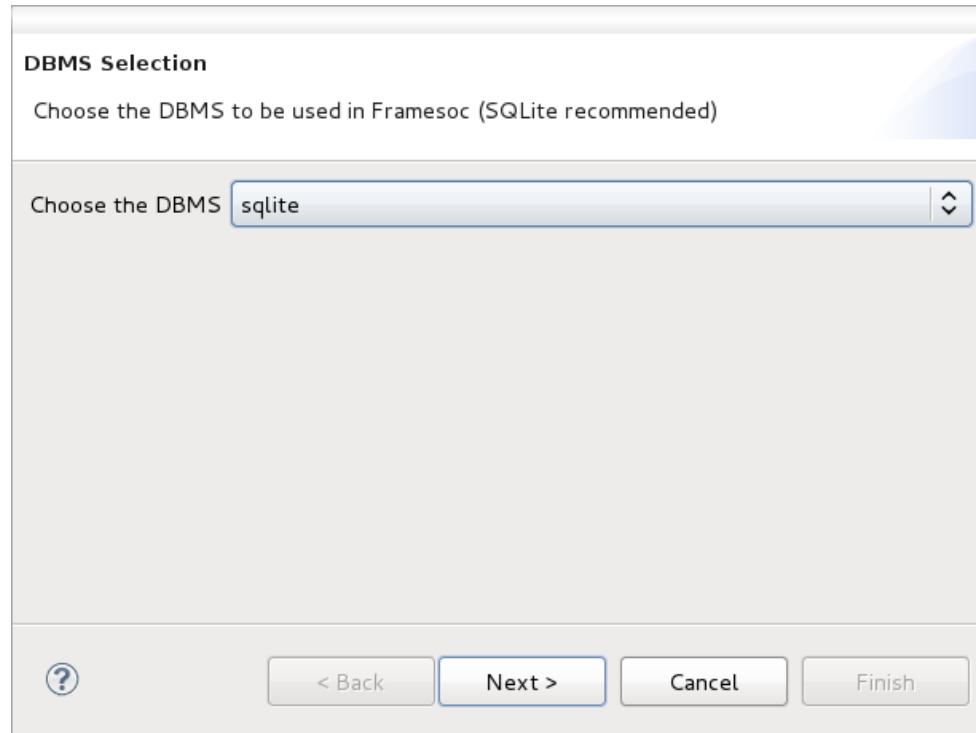 DBMS Selection
Choose the DBMS to be used in Framesoc (SQLite recommended)
Choose the DBMS sqlite
? < Back Next > Cancel Finish